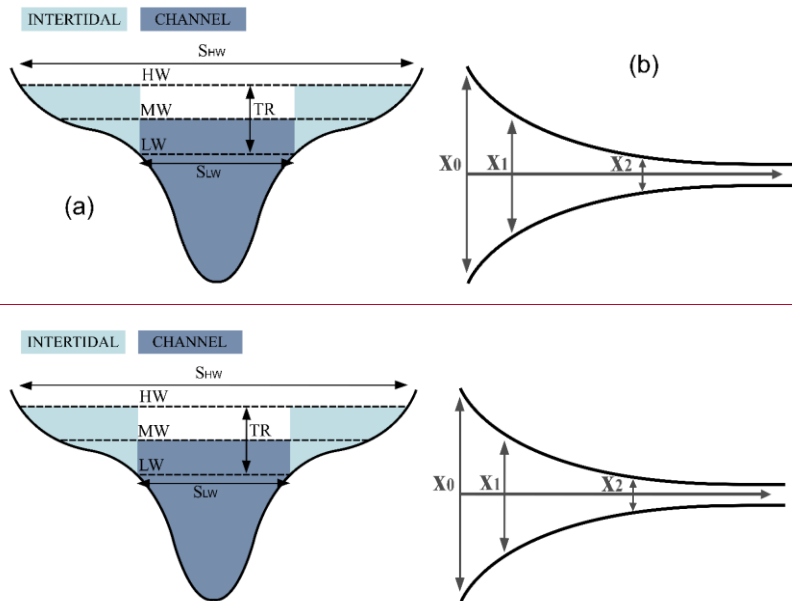 INTERTIDAL CHANNEL
SHW
HW
MW
TR
LW
SLW
(a)
(b)
X0
X1
X2
INTERTIDAL CHANNEL
SHW
HW
MW
TR
LW
SLW
X0
X1
X2